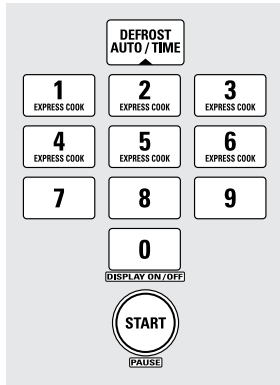 DEFROST
AUTO / TIME
1 2 3
EXPRESS COOK EXPRESS COOK EXPRESS COOK
4 5 6
EXPRESS COOK EXPRESS COOK EXPRESS COOK
7 8 9
0
DISPLAY ON/OFF
START
PAUSE